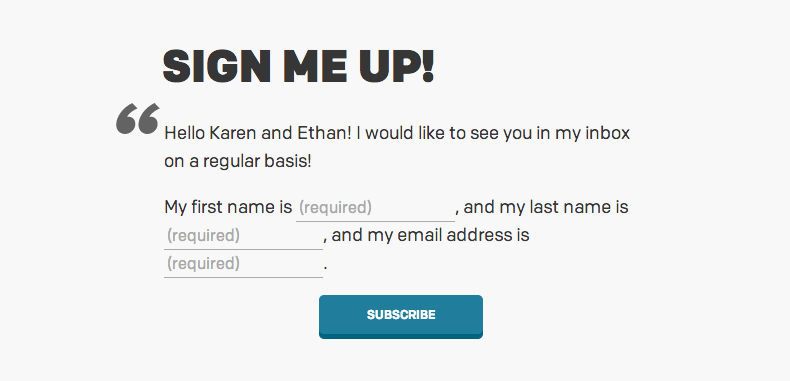 SIGN ME UP!
“
Hello Karen and Ethan! I would like to see you in my inbox
on a regular basis!
My first name is (required), and my last name is
(required), and my email address is
(required).
SUBSCRIBE